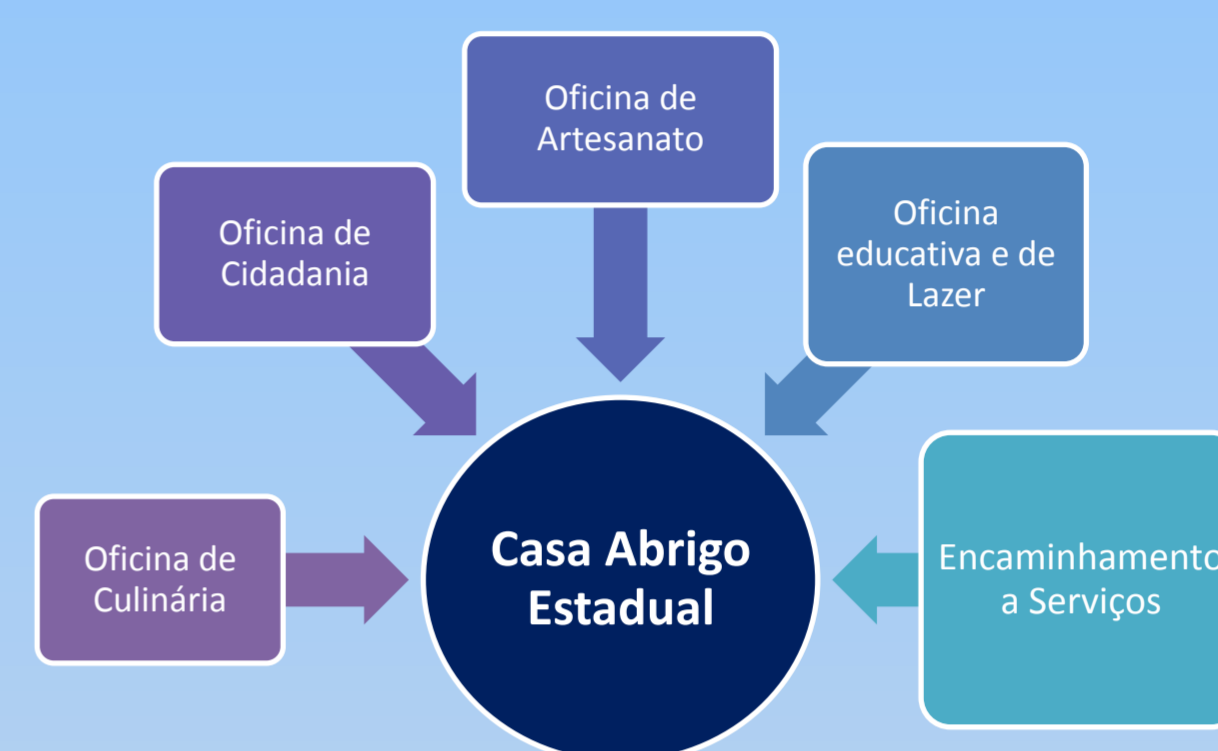 Oficina de
Artesanato
Oficina de
Cidadania
Oficina
educativa e de
Lazer
Oficina de
Culinária
Casa Abrigo
Estadual
Encaminhamento
a Serviços